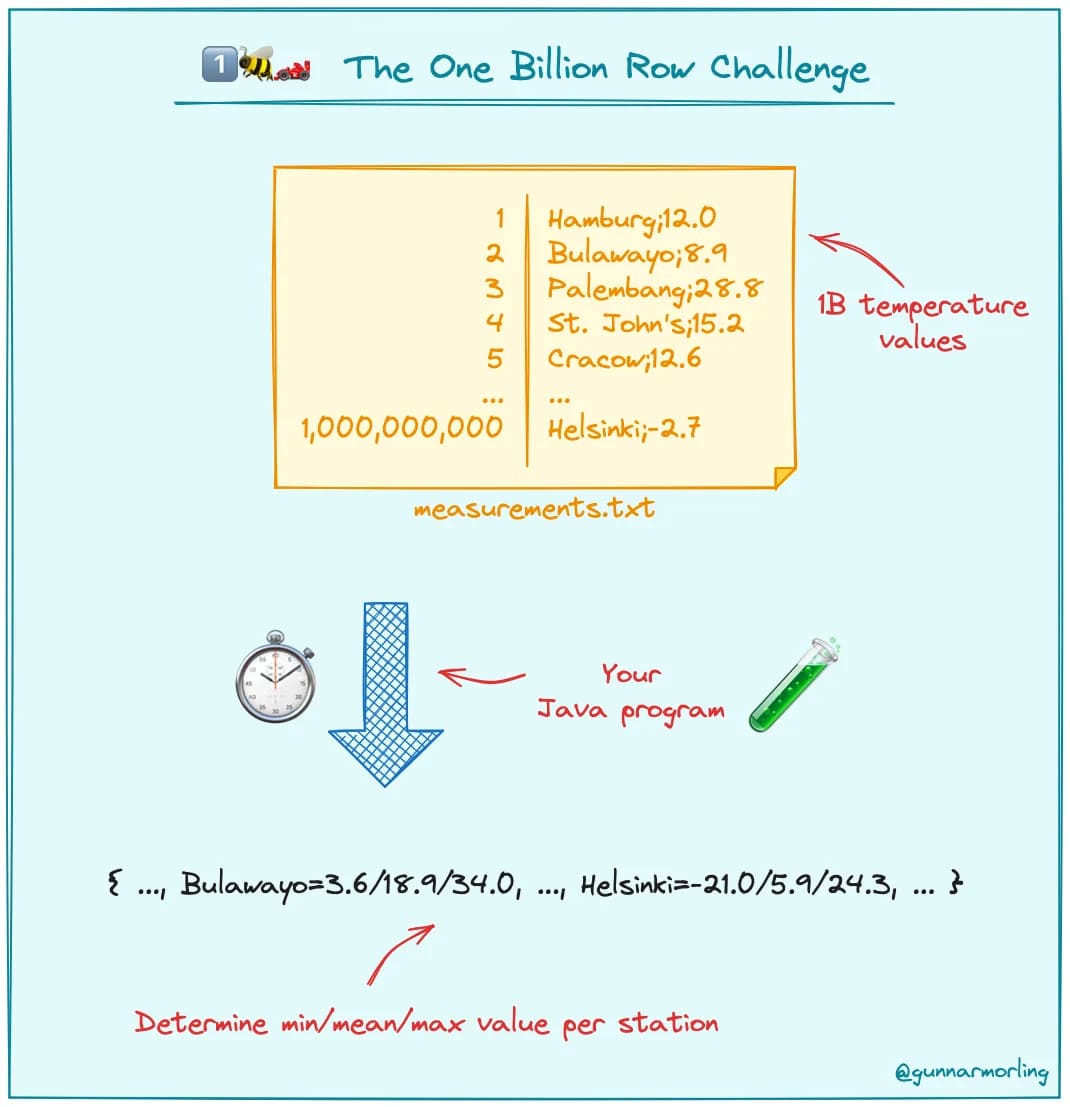 1 The One Billion Row Challenge
1 Hamburg;12.0
2 Bulawayo;8.9
3 Palembang;28.8
4 St. John's;15.2
5 Cracow;12.6
... ...
1,000,000,000 Helsinki;-2.7
measurements.txt
1B temperature
values
Your
Java program
{ ..., Bulawayo=3.6/18.9/34.0, ..., Helsinki=-21.0/5.9/24.3, ... }
Determine min/mean/max value per station
@gunnarmorling